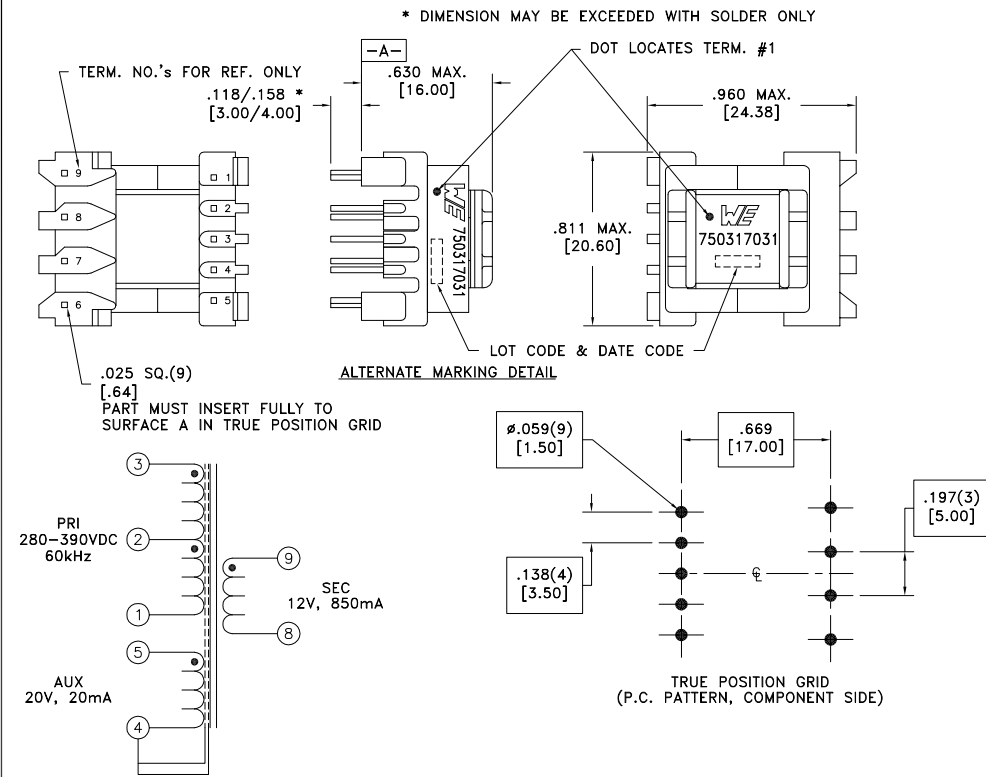 * DIMENSION MAY BE EXCEEDED WITH SOLDER ONLY
-A-
DOT LOCATES TERM. #1
TERM. NO.'s FOR REF. ONLY
.630 MAX.
[16.00]
.118/.158 *
[3.00/4.00]
.960 MAX.
[24.38]
9
8
7
6
1
2
3
4
5
WE 750317031
.811 MAX.
[20.60]
WE
750317031
LOT CODE & DATE CODE
ALTERNATE MARKING DETAIL
.025 SQ.(9)
[.64]
PART MUST INSERT FULLY TO
SURFACE A IN TRUE POSITION GRID
3
PRI
280-390VDC
60kHz
2
1
5
AUX
20V, 20mA
4
9
SEC
12V, 850mA
8
ø.059(9)
[1.50]
.669
[17.00]
.197(3)
[5.00]
.138(4)
[3.50]
℄
TRUE POSITION GRID
(P.C. PATTERN, COMPONENT SIDE)